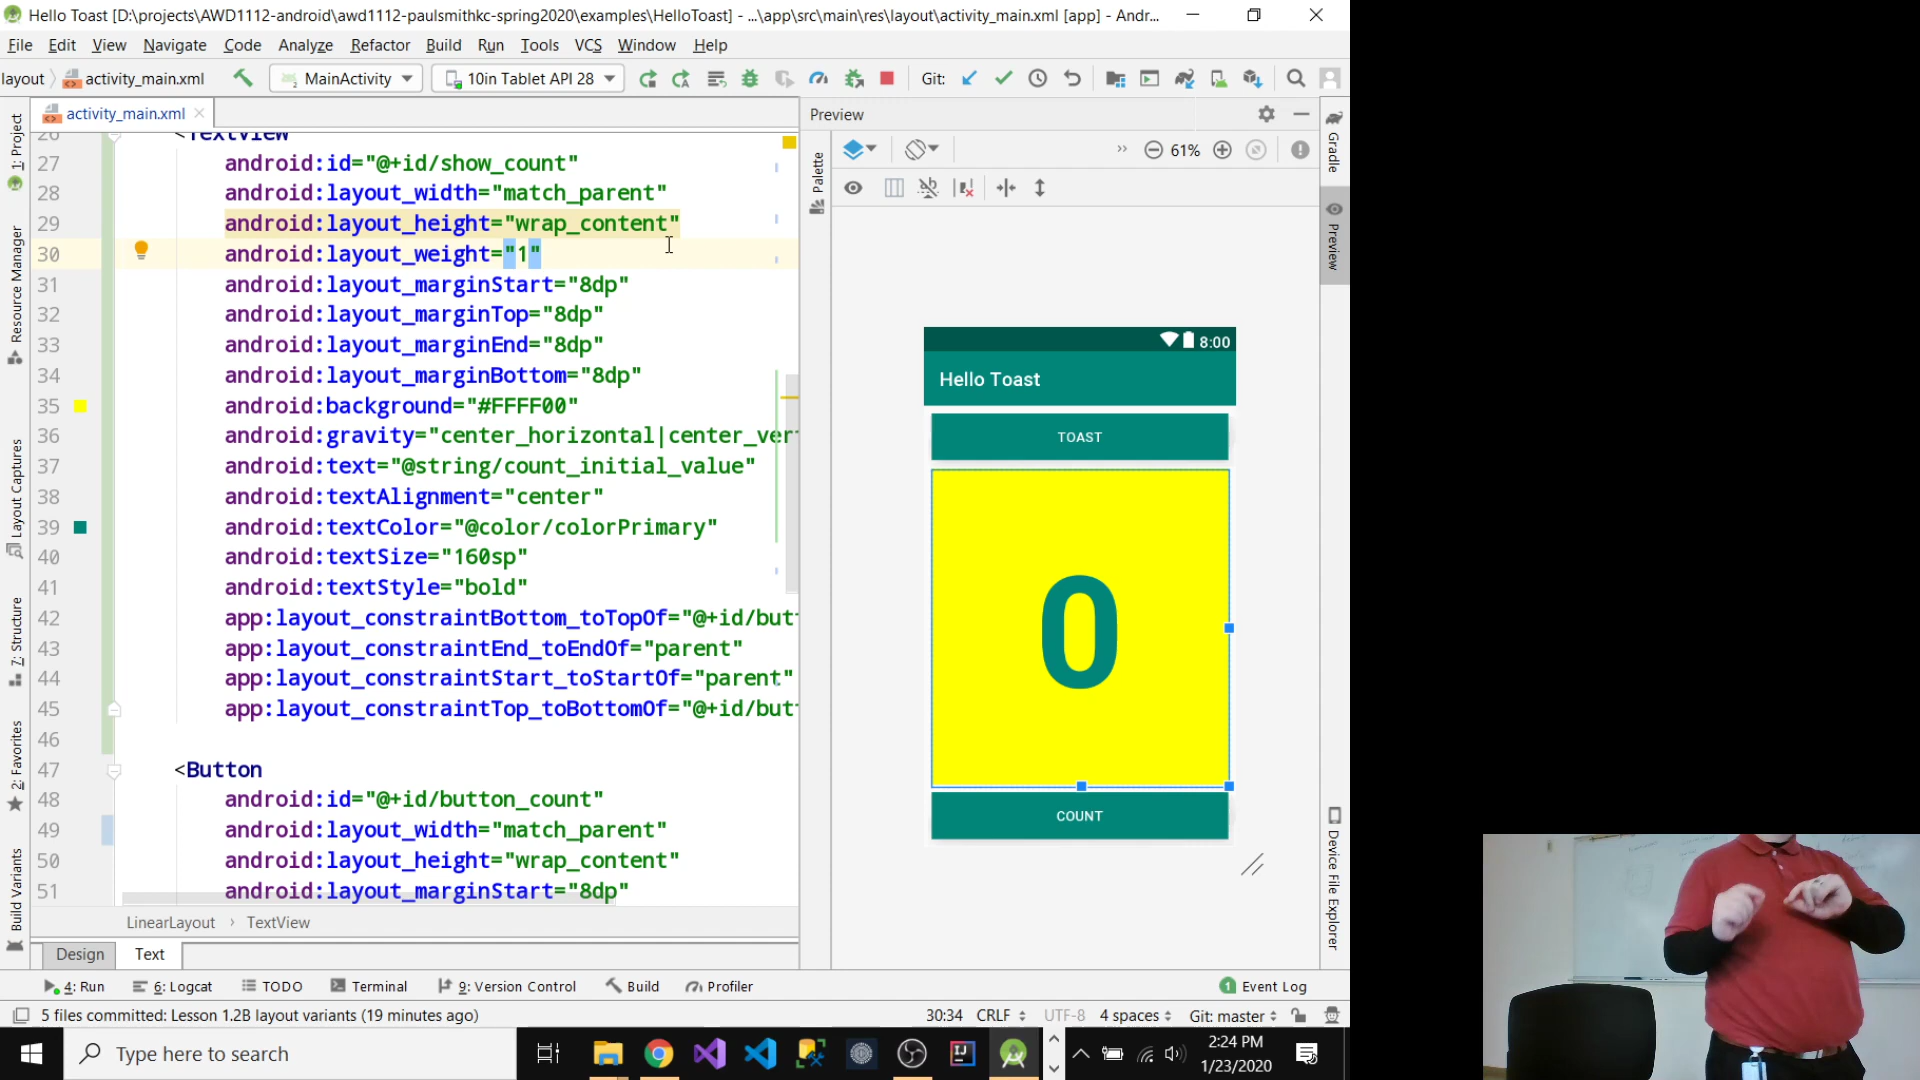 Hello Toast [D:\projects\AWD1112-android\awd1112-paulsmithkc-spring2020\examples\HelloToast] - ...\app\src\main\res\layout\activity_main.xml [app] - Andr...
File Edit View Navigate Code Analyze Refactor Build Run Tools VCS Window Help
layout activity_main.xml MainActivity 10in Tablet API 28 Git:
activity_main.xml
Preview
61%
1: Project
Resource Manager
Layout Captures
7: Structure
2: Favorites
Build Variants
26 <TextView
27 android:id="@+id/show_count"
28 android:layout_width="match_parent"
29 android:layout_height="wrap_content"
30 android:layout_weight="1"
31 android:layout_marginStart="8dp"
32 android:layout_marginTop="8dp"
33 android:layout_marginEnd="8dp"
34 android:layout_marginBottom="8dp"
35 android:background="#FFFF00"
36 android:gravity="center_horizontal|center_ver
37 android:text="@string/count_initial_value"
38 android:textAlignment="center"
39 android:textColor="@color/colorPrimary"
40 android:textSize="160sp"
41 android:textStyle="bold"
42 app:layout_constraintBottom_toTopOf="@+id/butt
43 app:layout_constraintEnd_toEndOf="parent"
44 app:layout_constraintStart_toStartOf="parent"
45 app:layout_constraintTop_toBottomOf="@+id/but
46
47 <Button
48 android:id="@+id/button_count"
49 android:layout_width="match_parent"
50 android:layout_height="wrap_content"
51 android:layout_marginStart="8dp"
LinearLayout > TextView
Design Text
Palette
8:00
Hello Toast
TOAST
0
COUNT
Gradle
Preview
Device File Explorer
4: Run 6: Logcat TODO Terminal 9: Version Control Build Profiler 1 Event Log
5 files committed: Lesson 1.2B layout variants (19 minutes ago) 30:34 CRLF UTF-8 4 spaces Git: master
Type here to search
2:24 PM
1/23/2020